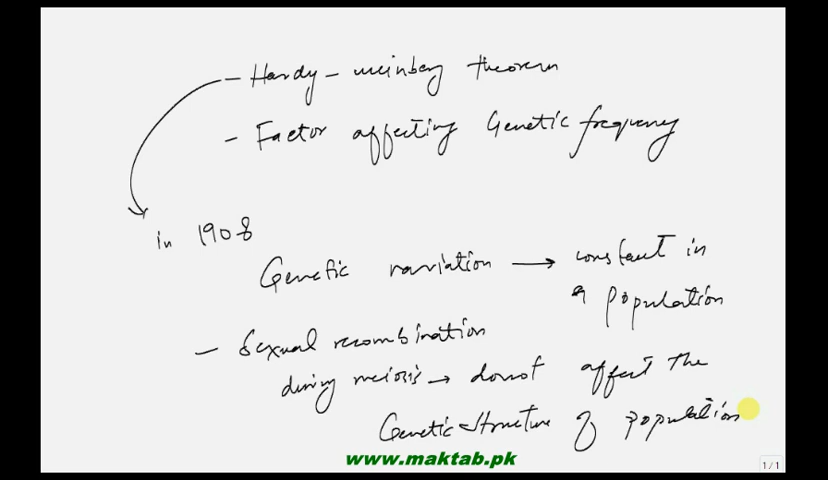 - Hardy - weinberg theorem
- Factor affecting Genetic frequency
in 1908
Genetic variation → constant in
a population
- Sexual recombination
during meiosis → donot affect the
Genetic structure of population
www.maktab.pk
1/1